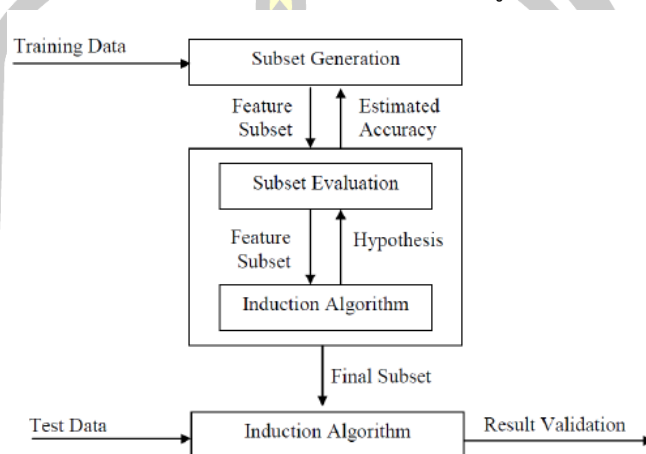 Training Data
Subset Generation
Feature
Subset
Estimated
Accuracy
Subset Evaluation
Feature
Subset
Hypothesis
Induction Algorithm
Final Subset
Test Data
Induction Algorithm
Result Validation